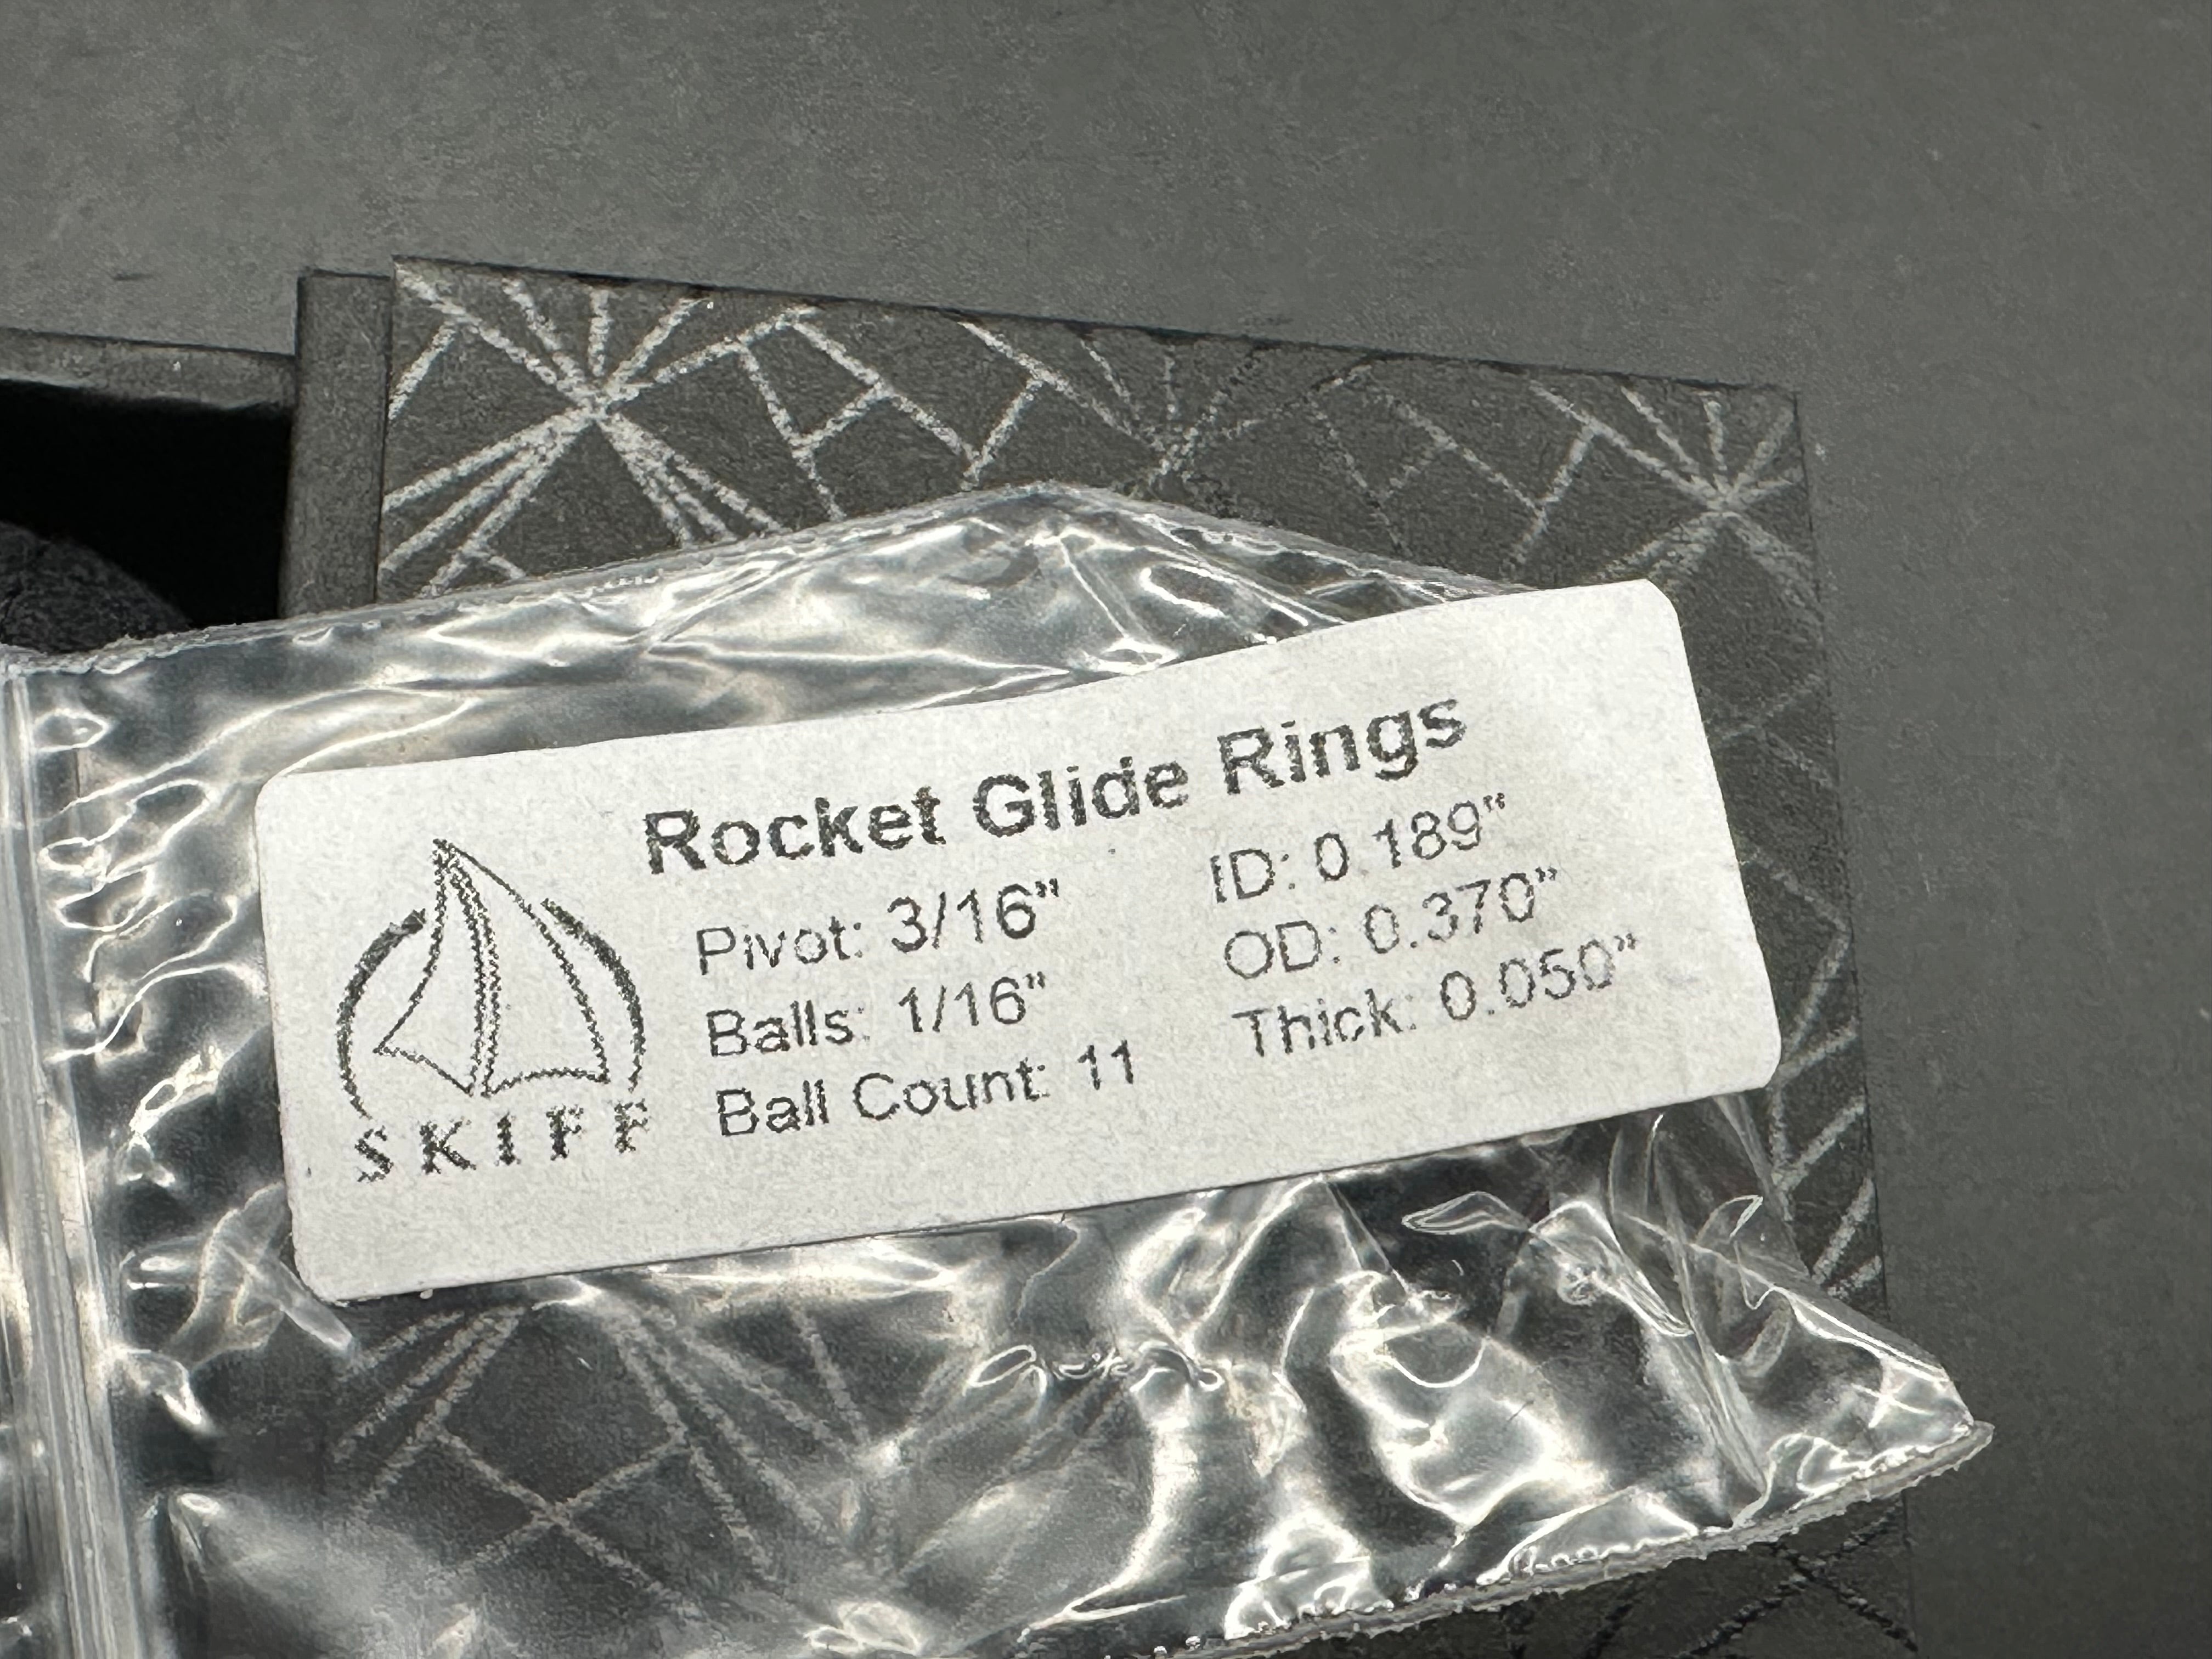 Rocket Glide Rings
Pivot: 3/16"
Balls: 1/16"
Ball Count: 11
ID: 0.189"
OD: 0.370"
Thick: 0.050"
SKIFF